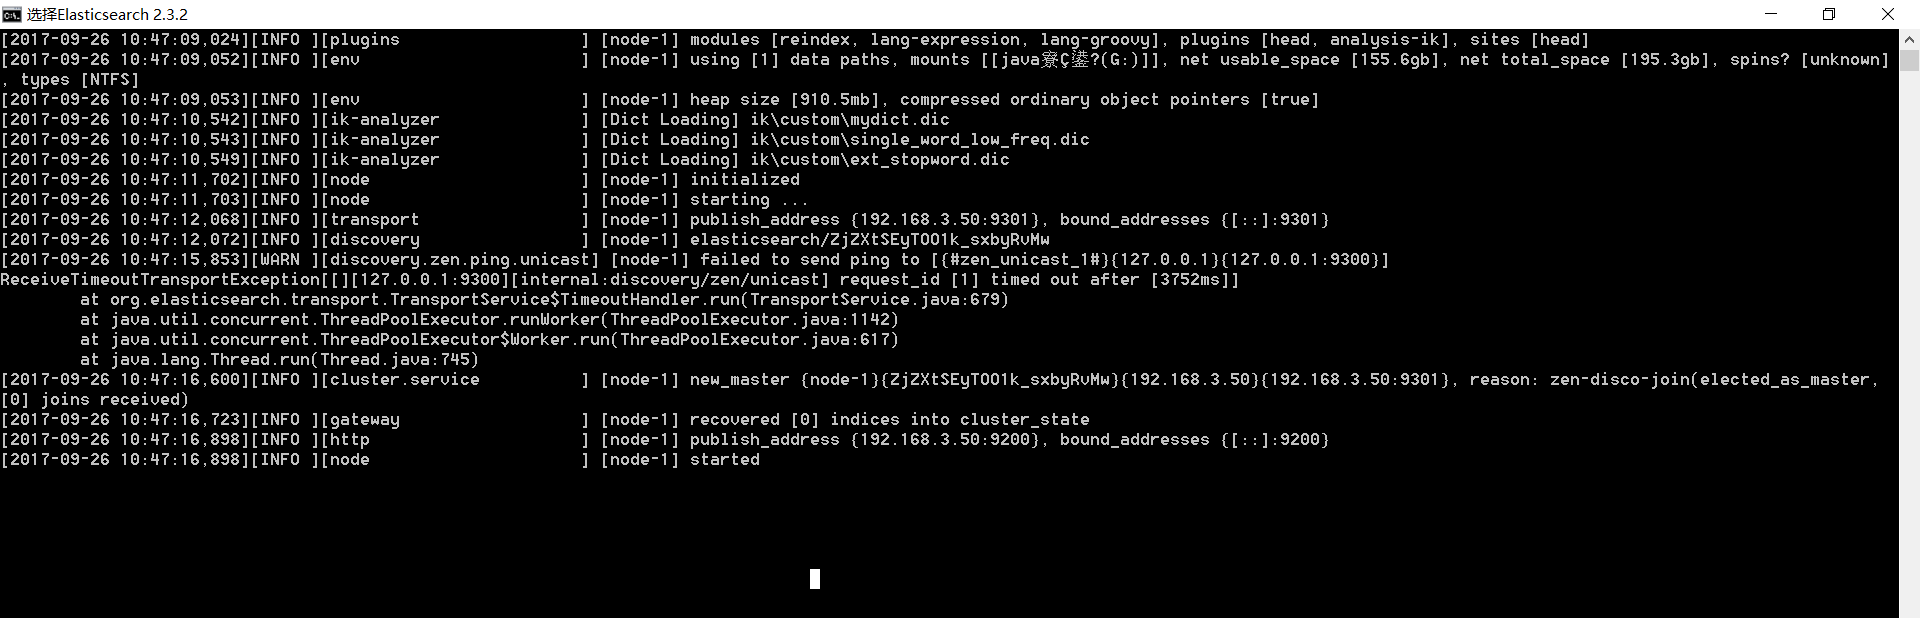 选择Elasticsearch 2.3.2
[2017-09-26 10:47:09,024][INFO ][plugins                  ] [node-1] modules [reindex, lang-expression, lang-groovy], plugins [head, analysis-ik], sites [head]
[2017-09-26 10:47:09,052][INFO ][env                      ] [node-1] using [1] data paths, mounts [[java寮Ç鍙?(G:)]], net usable_space [155.6gb], net total_space [195.3gb], spins? [unknown]
, types [NTFS]
[2017-09-26 10:47:09,053][INFO ][env                      ] [node-1] heap size [910.5mb], compressed ordinary object pointers [true]
[2017-09-26 10:47:10,542][INFO ][ik-analyzer              ] [Dict Loading] ik\custom\mydict.dic
[2017-09-26 10:47:10,543][INFO ][ik-analyzer              ] [Dict Loading] ik\custom\single_word_low_freq.dic
[2017-09-26 10:47:10,549][INFO ][ik-analyzer              ] [Dict Loading] ik\custom\ext_stopword.dic
[2017-09-26 10:47:11,702][INFO ][node                     ] [node-1] initialized
[2017-09-26 10:47:11,703][INFO ][node                     ] [node-1] starting ...
[2017-09-26 10:47:12,068][INFO ][transport                ] [node-1] publish_address {192.168.3.50:9301}, bound_addresses {[::]:9301}
[2017-09-26 10:47:12,072][INFO ][discovery                ] [node-1] elasticsearch/ZjZXtSEyTOO1k_sxbyRvMw
[2017-09-26 10:47:15,853][WARN ][discovery.zen.ping.unicast] [node-1] failed to send ping to [{#zen_unicast_1#}{127.0.0.1}{127.0.0.1:9300}]
ReceiveTimeoutTransportException[[][127.0.0.1:9300][internal:discovery/zen/unicast] request_id [1] timed out after [3752ms]]
        at org.elasticsearch.transport.TransportService$TimeoutHandler.run(TransportService.java:679)
        at java.util.concurrent.ThreadPoolExecutor.runWorker(ThreadPoolExecutor.java:1142)
        at java.util.concurrent.ThreadPoolExecutor$Worker.run(ThreadPoolExecutor.java:617)
        at java.lang.Thread.run(Thread.java:745)
[2017-09-26 10:47:16,600][INFO ][cluster.service          ] [node-1] new_master {node-1}{ZjZXtSEyTOO1k_sxbyRvMw}{192.168.3.50}{192.168.3.50:9301}, reason: zen-disco-join(elected_as_master,
[0] joins received)
[2017-09-26 10:47:16,723][INFO ][gateway                  ] [node-1] recovered [0] indices into cluster_state
[2017-09-26 10:47:16,898][INFO ][http                     ] [node-1] publish_address {192.168.3.50:9200}, bound_addresses {[::]:9200}
[2017-09-26 10:47:16,898][INFO ][node                     ] [node-1] started